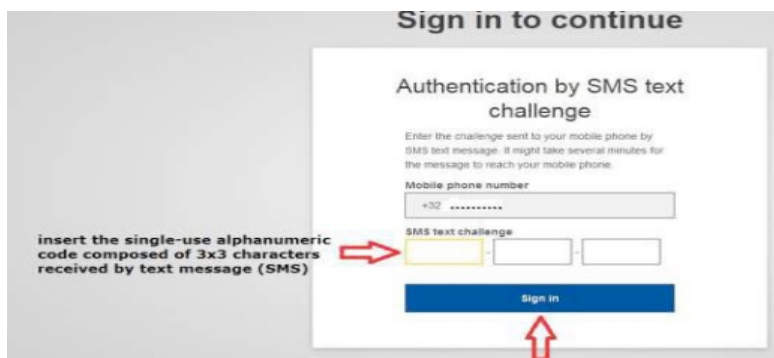 Sign in to continue
Authentication by SMS text
challenge
Enter the challenge sent to your mobile phone by
SMS text message. It might take several minutes for
the message to reach your mobile phone.
Mobile phone number
+32 ••••••••••
SMS text challenge
insert the single-use alphanumeric
code composed of 3x3 characters
received by text message (SMS)
- -
Sign in